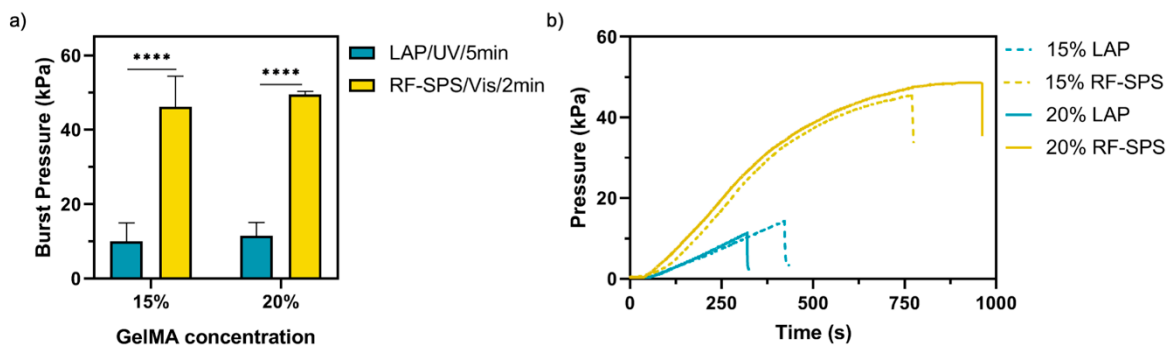 a)
Burst Pressure (kPa)
60
40
20
0
****
****
15%
20%
GelMA concentration
LAP/UV/5min
RF-SPS/Vis/2min
b)
Pressure (kPa)
60
40
20
0
0
250
500
750
1000
Time (s)
15% LAP
15% RF-SPS
20% LAP
20% RF-SPS